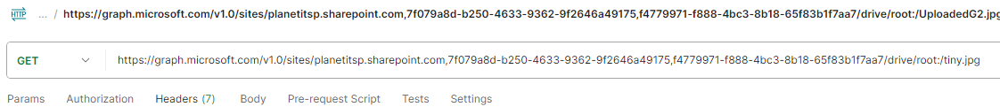 HTTP ... / https://graph.microsoft.com/v1.0/sites/planetitsp.sharepoint.com,7f079a8d-b250-4633-9362-9f2646a49175,f4779971-f888-4bc3-8b18-65f83b1f7aa7/drive/root:/UploadedG2.jpg
GET https://graph.microsoft.com/v1.0/sites/planetitsp.sharepoint.com,7f079a8d-b250-4633-9362-9f2646a49175,f4779971-f888-4bc3-8b18-65f83b1f7aa7/drive/root:/tiny.jpg
Params Authorization Headers (7) Body Pre-request Script Tests Settings